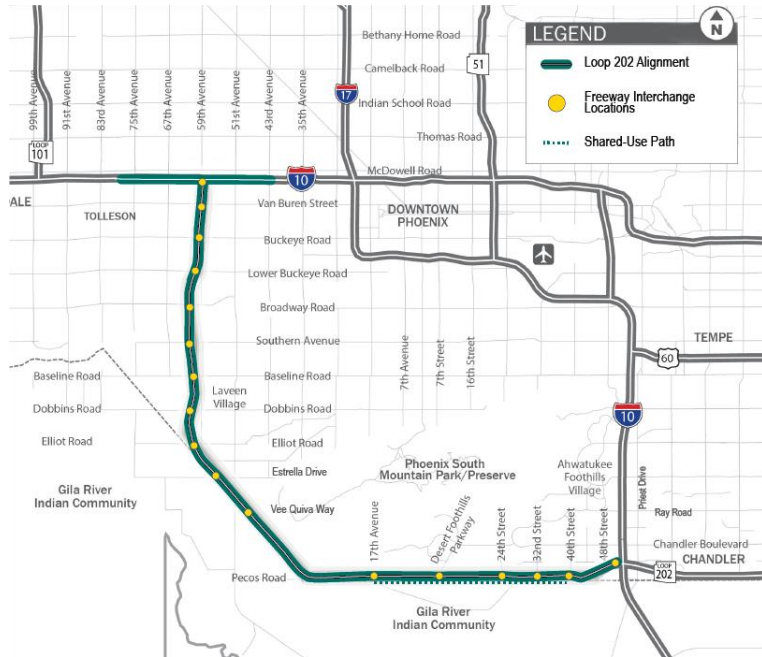 N
LEGEND
Loop 202 Alignment
Freeway Interchange
Locations
Shared-Use Path
Bethany Home Road
51
Camelback Road
17
Indian School Road
Thomas Road
McDowell Road
99th Avenue
91st Avenue
83rd Avenue
75th Avenue
67th Avenue
59th Avenue
51st Avenue
43rd Avenue
35th Avenue
LOOP
101
10
ALE
TOLLESON
Van Buren Street
DOWNTOWN
PHOENIX
Buckeye Road
Lower Buckeye Road
Broadway Road
Southern Avenue
7th Avenue
7th Street
16th Street
TEMPE
60
Baseline Road
Laveen
Village
Baseline Road
Dobbins Road
Dobbins Road
10
Elliot Road
Elliot Road
Estrella Drive
Phoenix South
Mountain Park/Preserve
Ahwatukee
Foothills
Village
Priest Drive
Gila River
Indian Community
Vee Quiva Way
Ray Road
17th Avenue
Desert Foothills
Parkway
24th Street
32nd Street
40th Street
48th Street
Chandler Boulevard
CHANDLER
LOOP
202
Pecos Road
Gila River
Indian Community